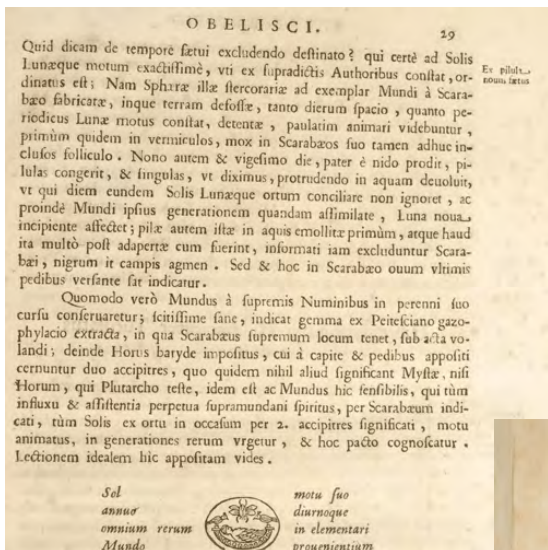 OBELISCI.
29
Quid dicam de tempore fœtui excludendo destinato? qui certè ad Solis
Lunæque motum exactissimè, vti ex supradictis Authoribus constat, or-
dinatus est; Nam Sphæræ illæ stercorariæ ad exemplar Mundi à Scara-
bæo fabricatæ, inque terram defossæ, tanto dierum spacio, quanto pe-
riodicus Lunæ motus constat, detentæ, paulatim animari videbuntur,
primùm quidem in vermiculos, mox in Scarabæos suo tamen adhuc in-
clusos folliculo. Nono autem & vigesimo die, pater è nido prodit, pi-
lulas congerit, & singulas, vt diximus, protrudendo in aquam deuoluit,
vt qui diem eundem Solis Lunæque ortum conciliare non ignoret, ac
proindè Mundi ipsius generationem quandam assimilate, Luna noua
incipiente affectet; pilæ autem istæ in aquis emollitæ primùm, atque haud
ita multò post adapertæ cum fuerint, informati iam excluduntur Scara-
bæi, nigrum it campis agmen. Sed & hoc in Scarabæo ouum vltimis
pedibus versante sat indicatur.
Ex pilula
nouum fœtus
Quomodo verò Mundus à supremis Numinibus in perenni suo
cursu conseruaretur; scitissimè sanè, indicat gemma ex Peiresciano gazo-
phylacio extracta, in qua Scarabæus supremum locum tenet, sub acta vo-
landi; deinde Horus baryde impositus, cui à capite & pedibus appositi
cernuntur duo accipitres, quo quidem nihil aliud significant Mystæ, nisi
Horum, qui Plutarcho teste, idem est ac Mundus hic sensibilis, qui tùm
influxu & assistentia perpetua supramundani spiritus, per Scarabæum indi-
cati, tùm Solis ex ortu in occasum per 2. accipitres significati, motu
animatus, in generationes rerum vrgetur, & hoc pacto cognoscatur.
Lectionem idealem hic appositam vides.
Sol
annuo
omnium rerum
Mundo
motu suo
diurnoque
in elementari
prouenientium